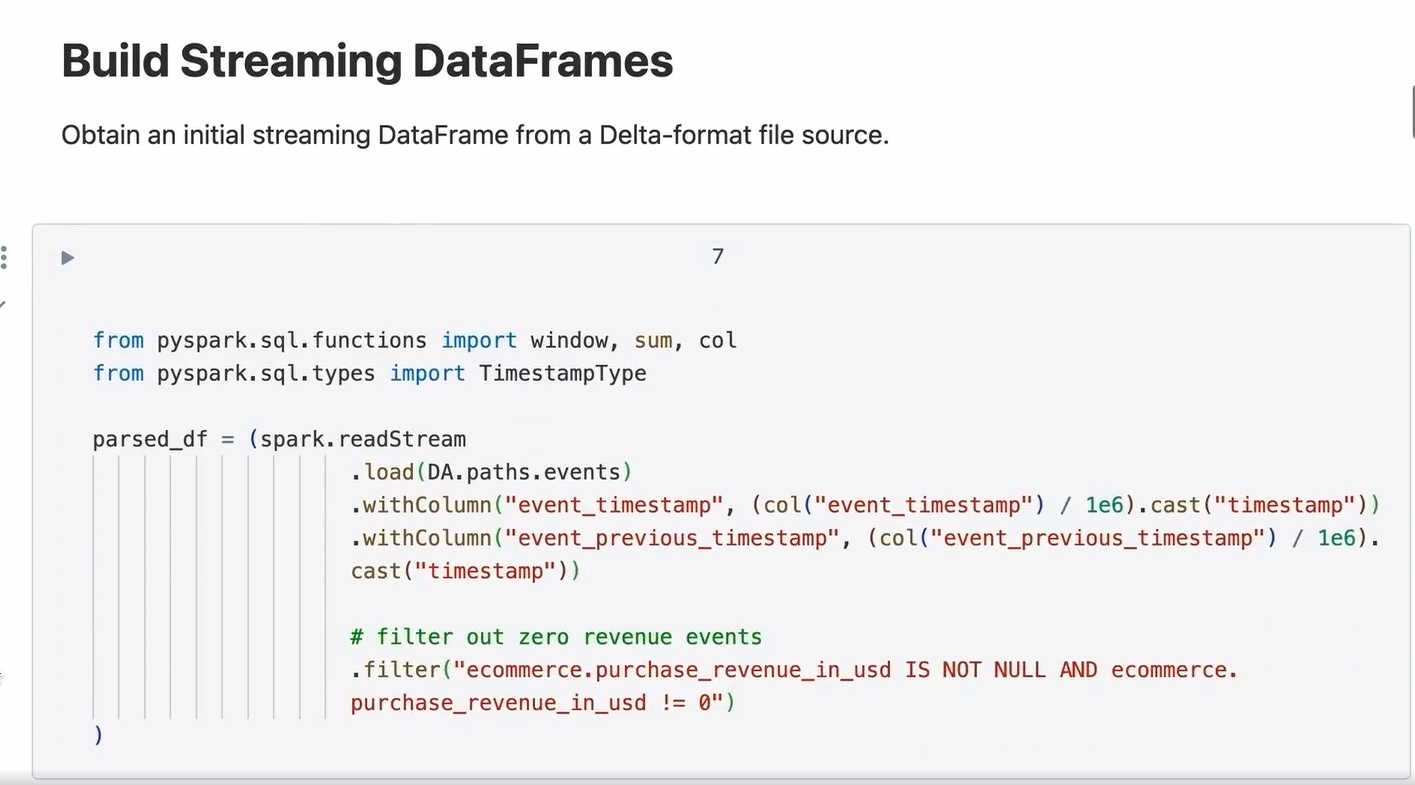 Build Streaming DataFrames
Obtain an initial streaming DataFrame from a Delta-format file source.
7
from pyspark.sql.functions import window, sum, col
from pyspark.sql.types import TimestampType
parsed_df = (spark.readStream
.load(DA.paths.events)
.withColumn("event_timestamp", (col("event_timestamp") / 1e6).cast("timestamp"))
.withColumn("event_previous_timestamp", (col("event_previous_timestamp") / 1e6).
cast("timestamp"))
# filter out zero revenue events
.filter("ecommerce.purchase_revenue_in_usd IS NOT NULL AND ecommerce.
purchase_revenue_in_usd != 0")
)